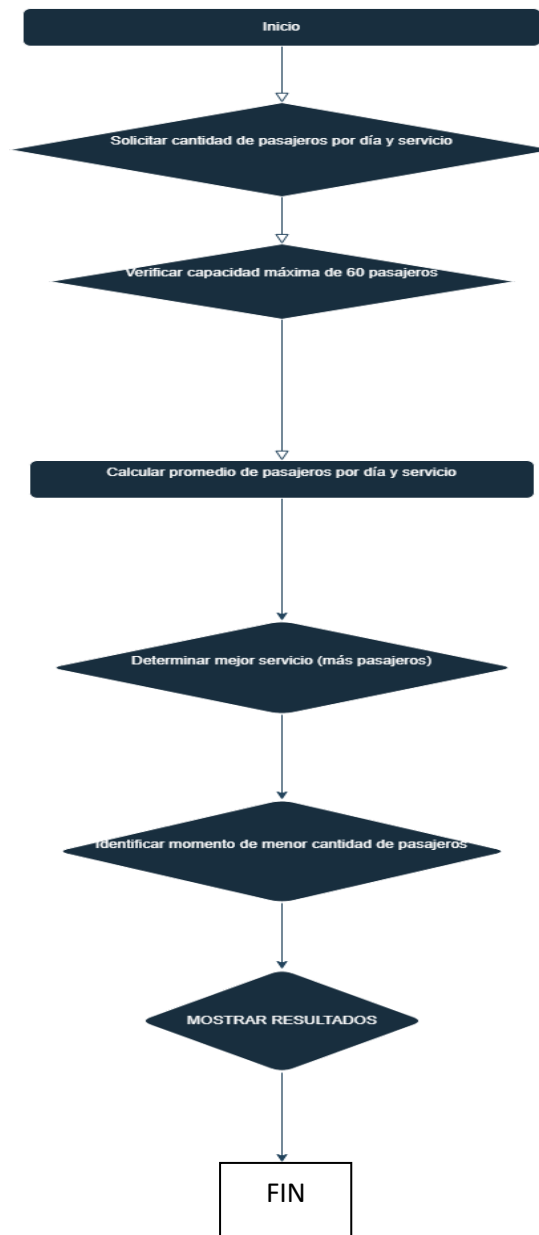 Inicio
Solicitar cantidad de pasajeros por día y servicio
Verificar capacidad máxima de 60 pasajeros
Calcular promedio de pasajeros por día y servicio
Determinar mejor servicio (más pasajeros)
Identificar momento de menor cantidad de pasajeros
MOSTRAR RESULTADOS
FIN